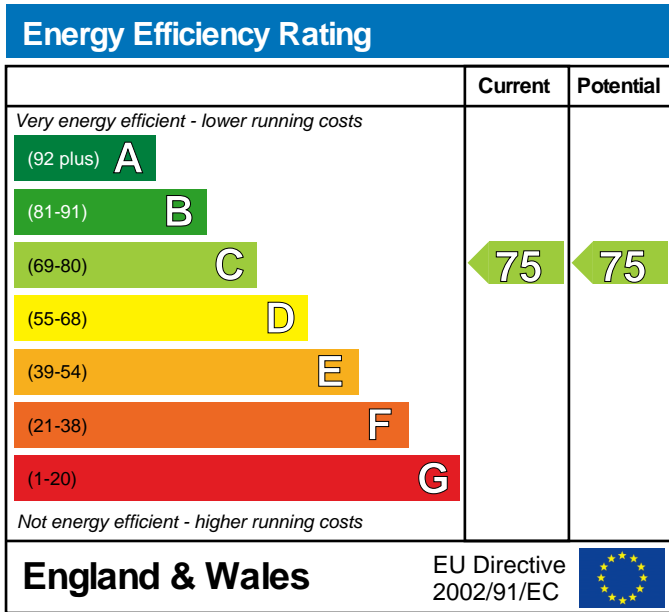 Energy Efficiency Rating
Current Potential
Very energy efficient - lower running costs
(92 plus) A
(81-91) B
(69-80) C 75 75
(55-68) D
(39-54) E
(21-38) F
(1-20) G
Not energy efficient - higher running costs
England & Wales
EU Directive
2002/91/EC